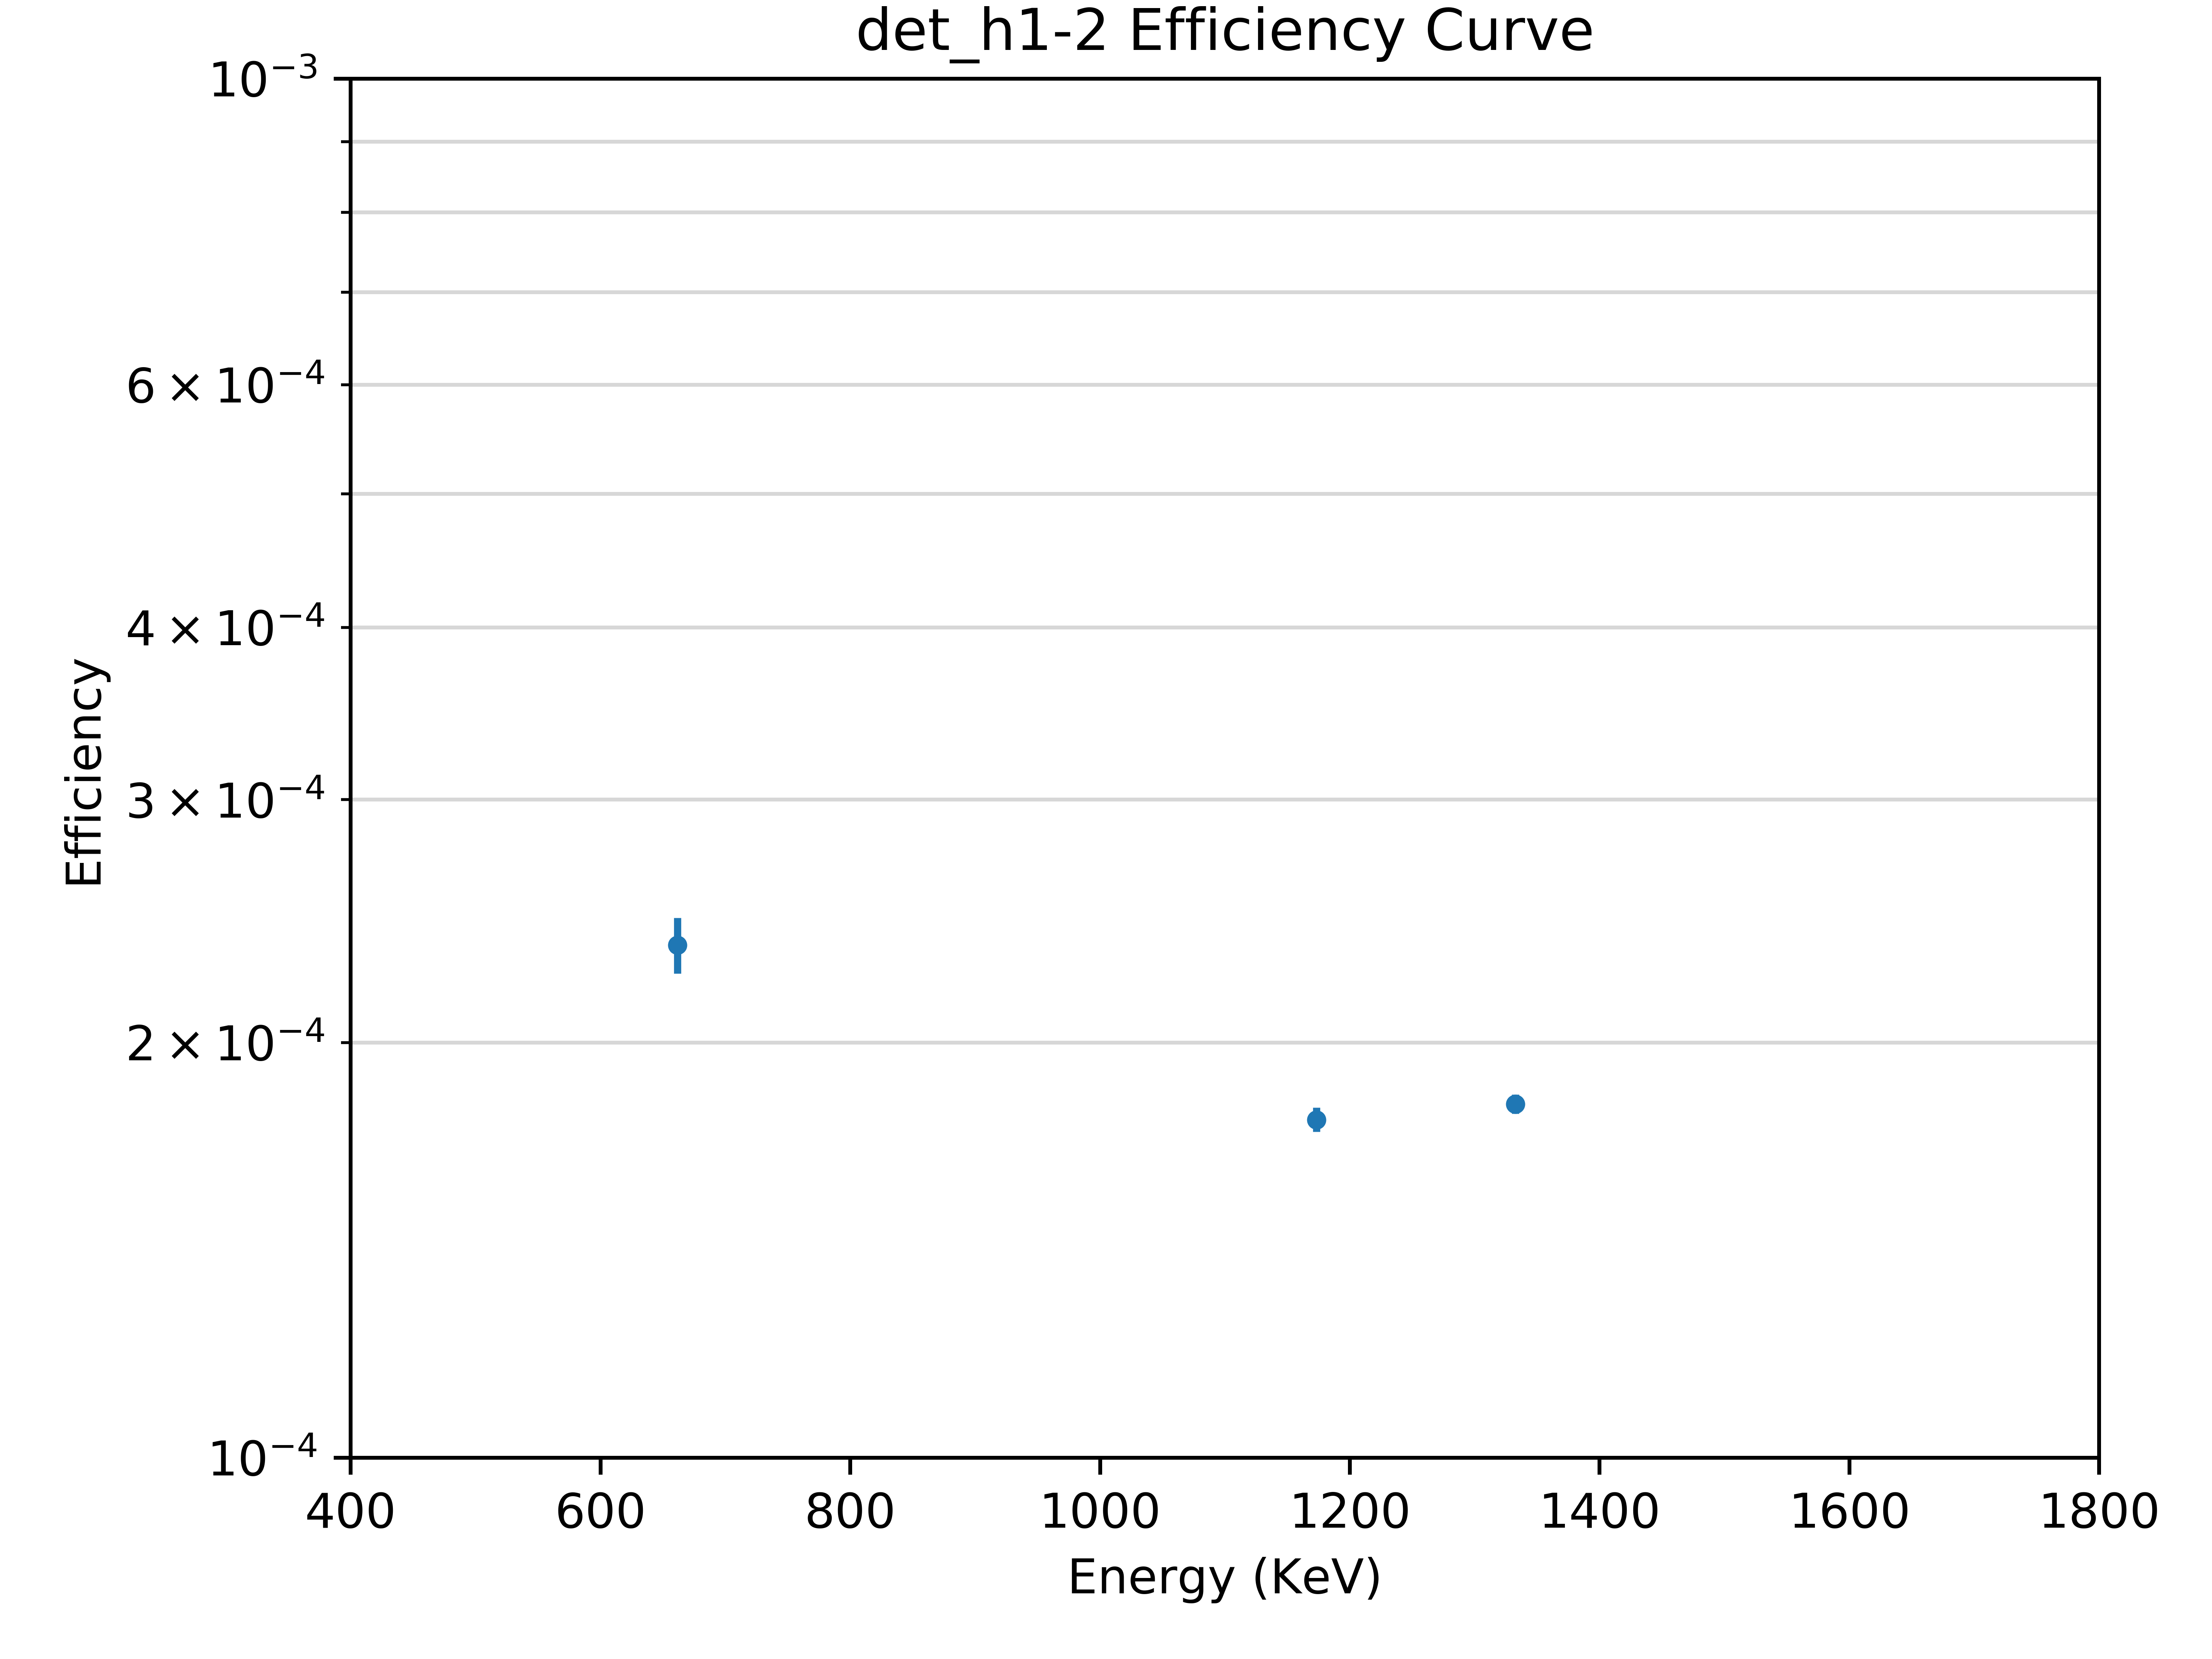 det_h1-2 Efficiency Curve
10⁻³
6 × 10⁻⁴
4 × 10⁻⁴
3 × 10⁻⁴
2 × 10⁻⁴
10⁻⁴
Efficiency
400 600 800 1000 1200 1400 1600 1800
Energy (KeV)